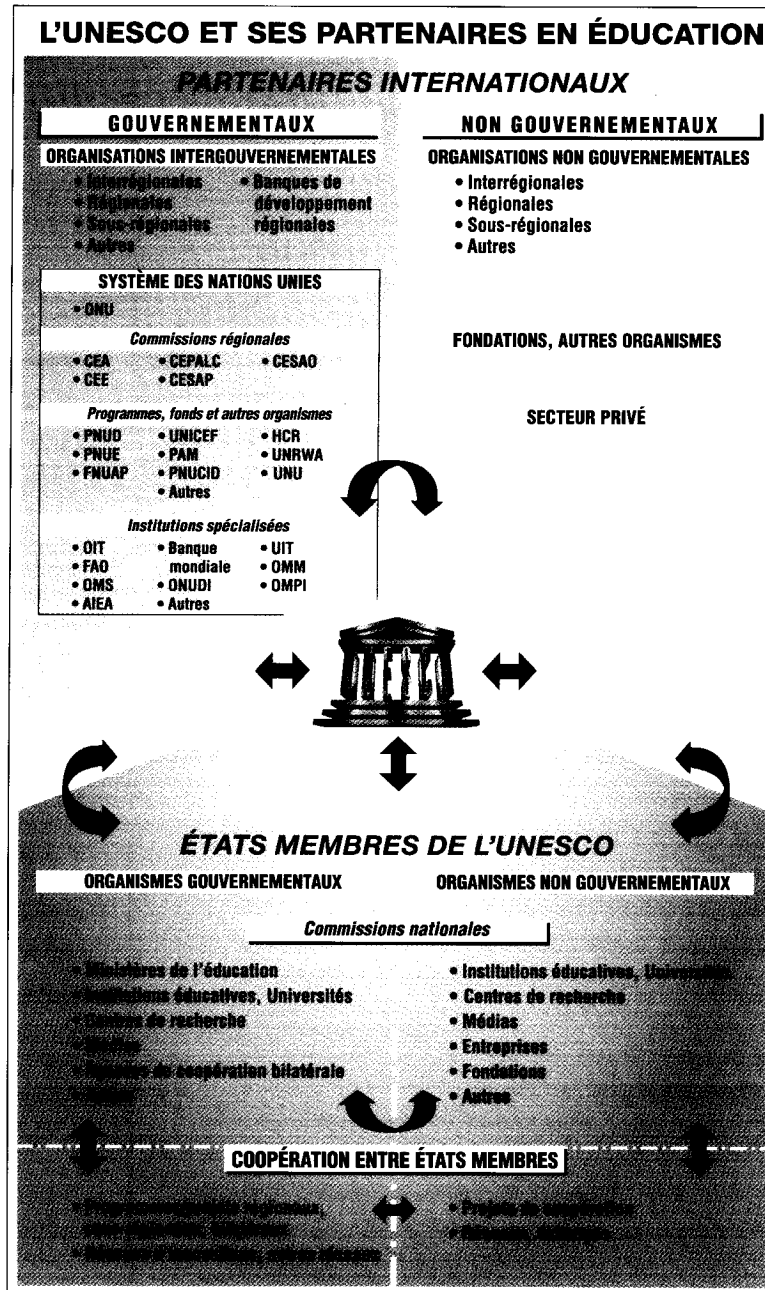 L'UNESCO ET SES PARTENAIRES EN ÉDUCATION
PARTENAIRES INTERNATIONAUX
GOUVERNEMENTAUX
ORGANISATIONS INTERGOUVERNEMENTALES
• Interrégionales
• Régionales
• Sous-régionales
• Autres
• Banques de
développement
régionales
SYSTÈME DES NATIONS UNIES
• ONU
Commissions régionales
• CEA • CEPALC • CESAO
• CEE • CESAP
Programmes, fonds et autres organismes
• PNUD • UNICEF • HCR
• PNUE • PAM • UNRWA
• FNUAP • PNUCID • UNU
• Autres
Institutions spécialisées
• OIT • Banque • UIT
• FAO mondiale • OMM
• OMS • ONUDI • OMPI
• AIEA • Autres
NON GOUVERNEMENTAUX
ORGANISATIONS NON GOUVERNEMENTALES
• Interrégionales
• Régionales
• Sous-régionales
• Autres
FONDATIONS, AUTRES ORGANISMES
SECTEUR PRIVÉ
UNESCO
ÉTATS MEMBRES DE L'UNESCO
ORGANISMES GOUVERNEMENTAUX
ORGANISMES NON GOUVERNEMENTAUX
Commissions nationales
• Ministères de l'éducation
• Institutions éducatives, Universités
• Centres de recherche
• Médias
• Agences de coopération bilatérale
• Autres
• Institutions éducatives, Universités
• Centres de recherche
• Médias
• Entreprises
• Fondations
• Autres
COOPÉRATION ENTRE ÉTATS MEMBRES
• Projets de coopération